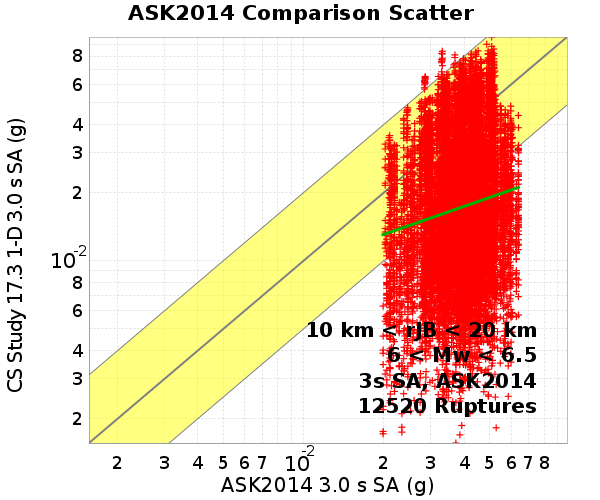 ASK2014 Comparison Scatter
CS Study 17.3 1-D 3.0 s SA (g)
8
6
4
3
2
10-2
8
6
4
3
2
10 km < rJB < 20 km
6 < Mw < 6.5
3s SA, ASK2014
12520 Ruptures
2 3 4 5 6 7 10-2 2 3 4 5 6 7 8
ASK2014 3.0 s SA (g)